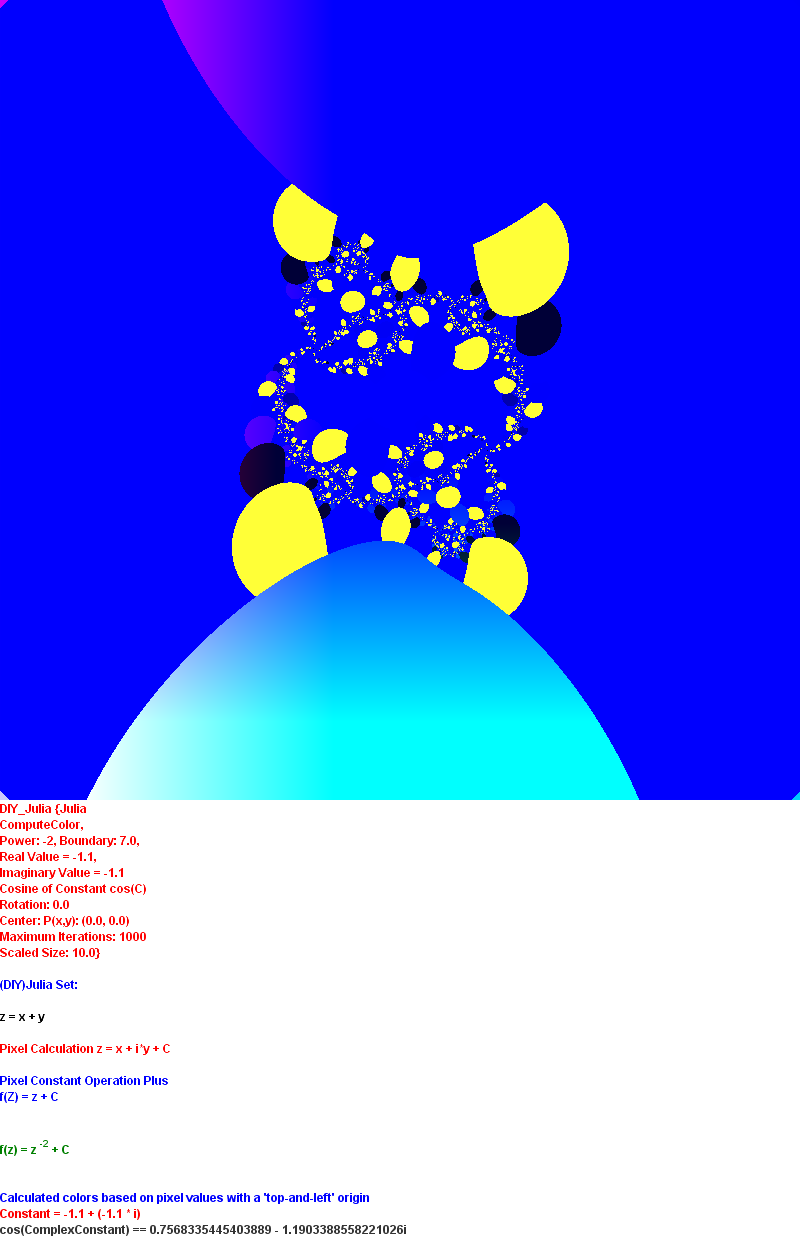 DIY_Julia {Julia
ComputeColor,
Power: -2, Boundary: 7.0,
Real Value = -1.1,
Imaginary Value = -1.1
Cosine of Constant cos(C)
Rotation: 0.0
Center: P(x,y): (0.0, 0.0)
Maximum Iterations: 1000
Scaled Size: 10.0}
(DIY)Julia Set:
z = x + y
Pixel Calculation z = x + i*y + C
Pixel Constant Operation Plus
f(Z) = z + C
f(z) = z -2 + C
Calculated colors based on pixel values with a 'top-and-left' origin
Constant = -1.1 + (-1.1 * i)
cos(ComplexConstant) == 0.7568335445403889 - 1.1903388558221026i